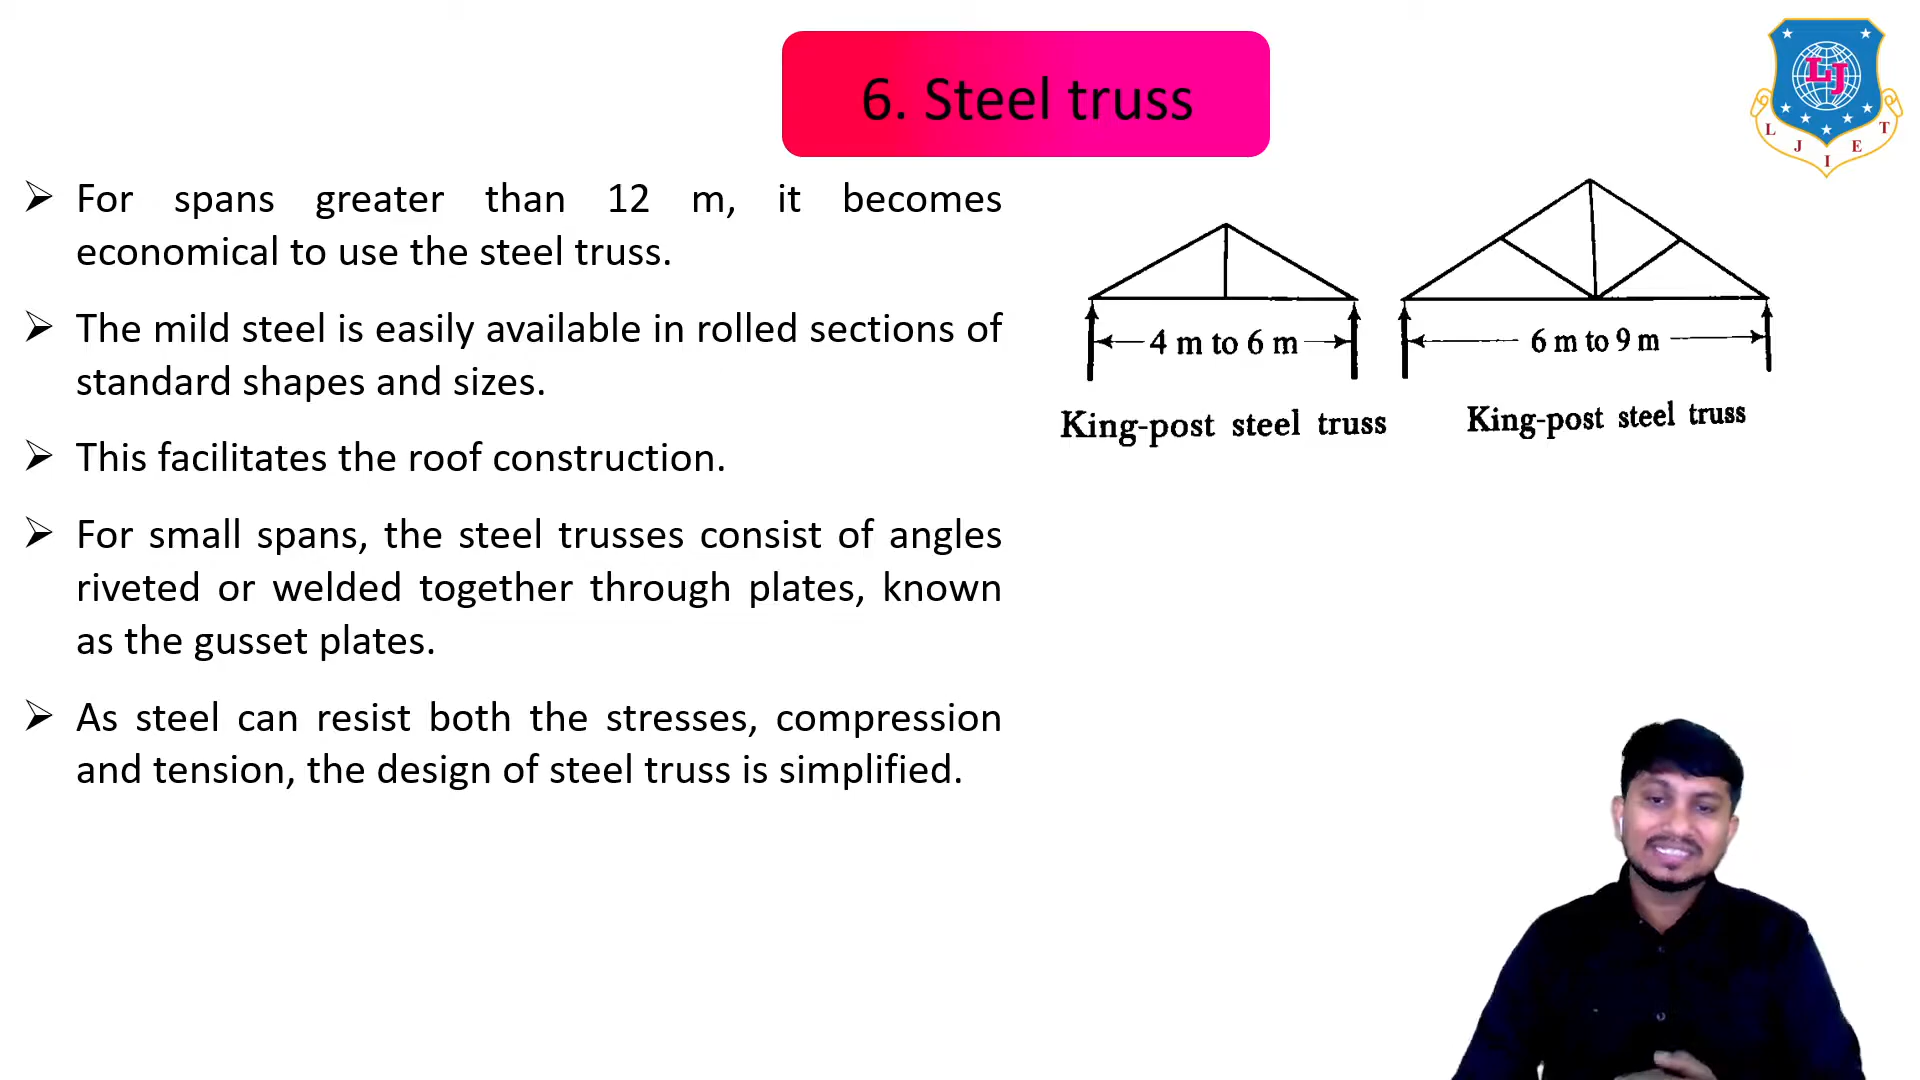 6. Steel truss
L J
L J I E T
➢ For spans greater than 12 m, it becomes
economical to use the steel truss.
➢ The mild steel is easily available in rolled sections of
standard shapes and sizes.
➢ This facilitates the roof construction.
➢ For small spans, the steel trusses consist of angles
riveted or welded together through plates, known
as the gusset plates.
➢ As steel can resist both the stresses, compression
and tension, the design of steel truss is simplified.
4 m to 6 m
King-post steel truss
6 m to 9 m
King-post steel truss